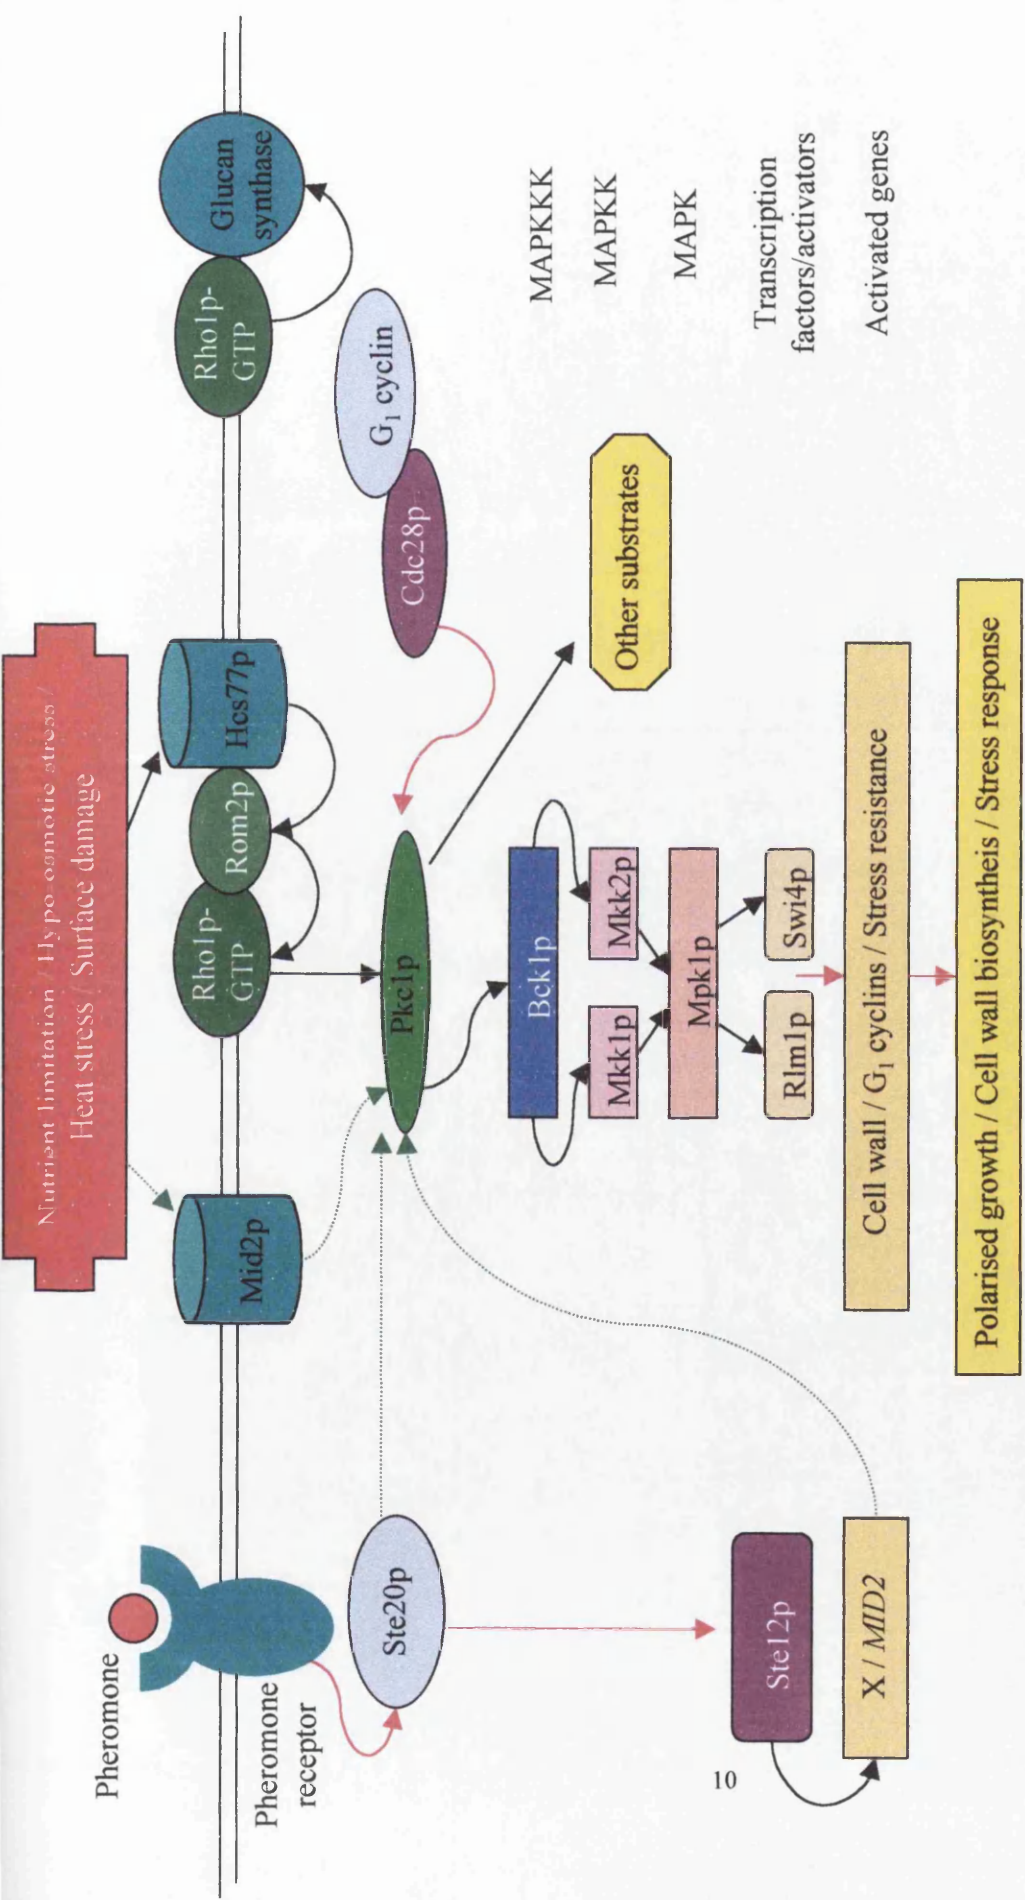 Nutrient limitation / Hypo-osmotic stress /
Heat stress / Surface damage
Pheromone
Pheromone
receptor
Mid2p
Rho1p-
GTP
Rom2p
Hcs77p
Rho1p-
GTP
Glucan
synthase
Ste20p
Pkc1p
Cdc28p
G₁ cyclin
Bck1p
MAPKKK
Mkk1p
Mkk2p
Other substrates
MAPKK
Mpk1p
MAPK
Ste12p
Rlm1p
Swi4p
Transcription
factors/activators
X / MID2
Cell wall / G₁ cyclins / Stress resistance
Activated genes
Polarised growth / Cell wall biosyntheis / Stress response
10